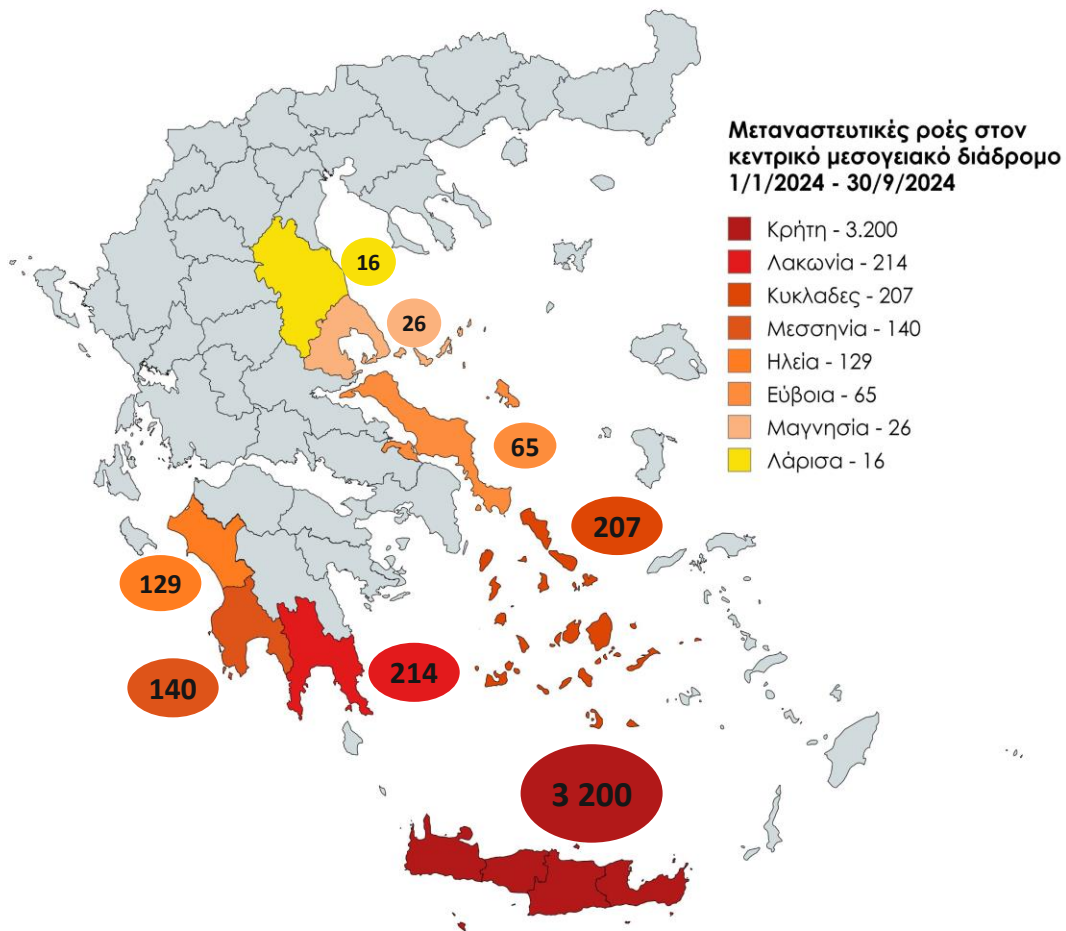 Μεταναστευτικές ροές στον
κεντρικό μεσογειακό διάδρομο
1/1/2024 - 30/9/2024
Κρήτη - 3.200
Λακωνία - 214
Κυκλαδες - 207
Μεσσηνία - 140
Ηλεία - 129
Εύβοια - 65
Μαγνησία - 26
Λάρισα - 16
16
26
65
207
129
140
214
3 200